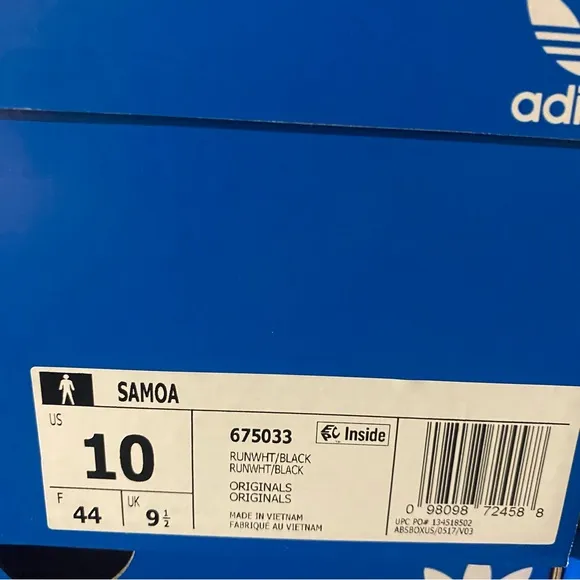 adi
SAMOA
US
10
F
44
UK
9 1/2
675033
Inside
RUNWHT/BLACK
RUNWHT/BLACK
ORIGINALS
ORIGINALS
MADE IN VIETNAM
FABRIQUÉ AU VIETNAM
0 98098 72458 8
UPC PO# 134518502
ABSBOXUS/0517/V03